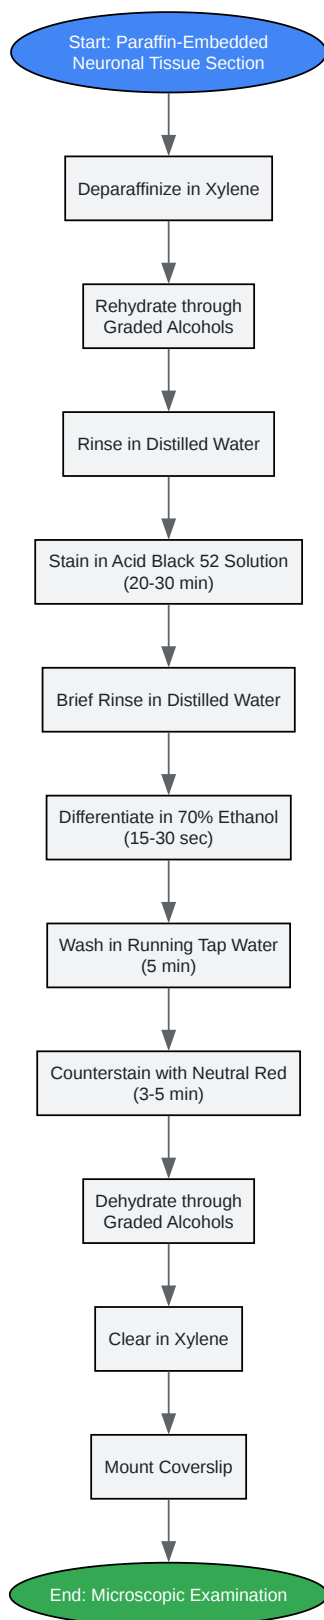 Start: Paraffin-Embedded
Neuronal Tissue Section
Deparaffinize in Xylene
Rehydrate through
Graded Alcohols
Rinse in Distilled Water
Stain in Acid Black 52 Solution
(20-30 min)
Brief Rinse in Distilled Water
Differentiate in 70% Ethanol
(15-30 sec)
Wash in Running Tap Water
(5 min)
Counterstain with Neutral Red
(3-5 min)
Dehydrate through
Graded Alcohols
Clear in Xylene
Mount Coverslip
End: Microscopic Examination